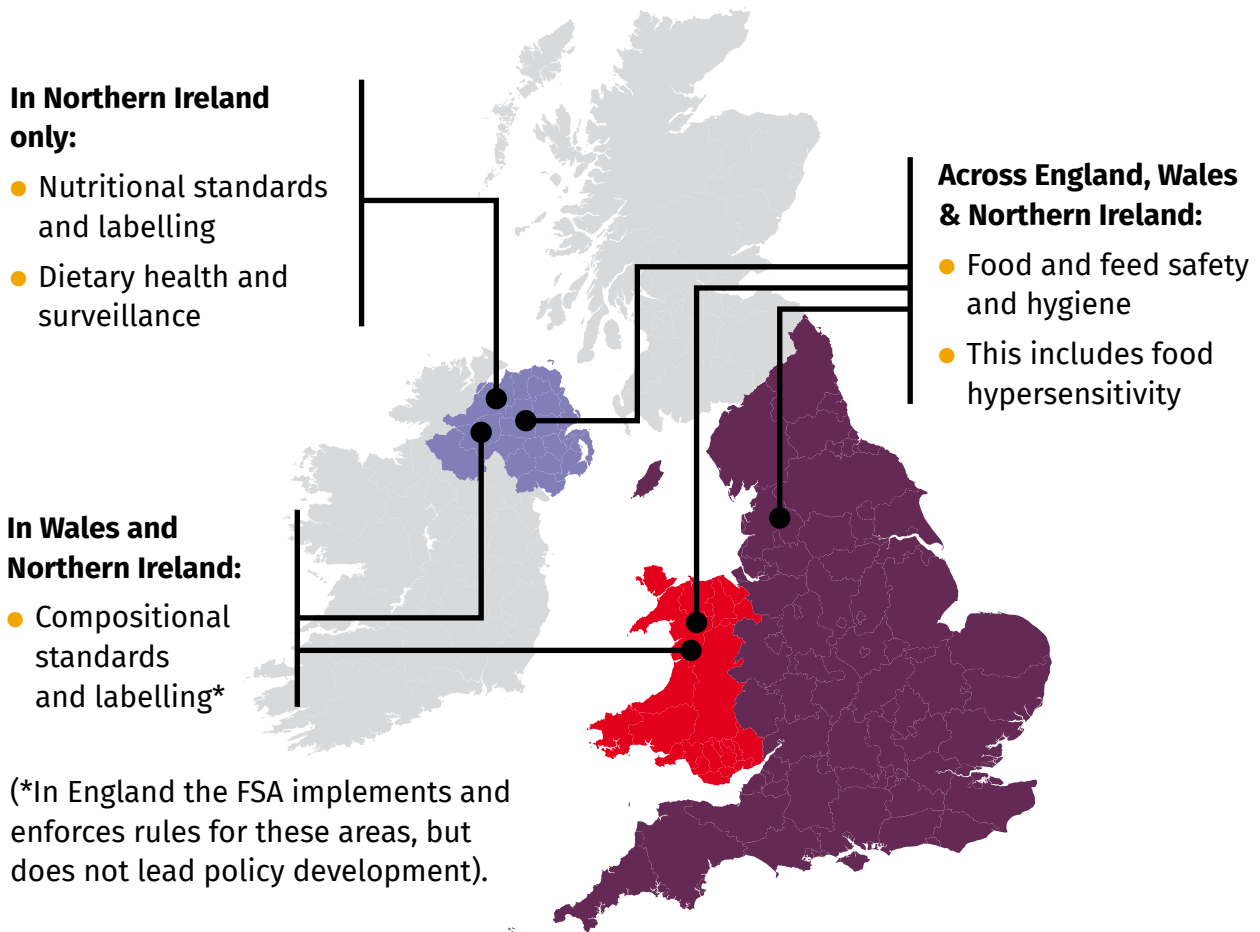 In Northern Ireland
only:
Nutritional standards
and labelling
Dietary health and
surveillance
Across England, Wales
& Northern Ireland:
Food and feed safety
and hygiene
This includes food
hypersensitivity
In Wales and
Northern Ireland:
Compositional
standards
and labelling*
(*In England the FSA implements and
enforces rules for these areas, but
does not lead policy development).